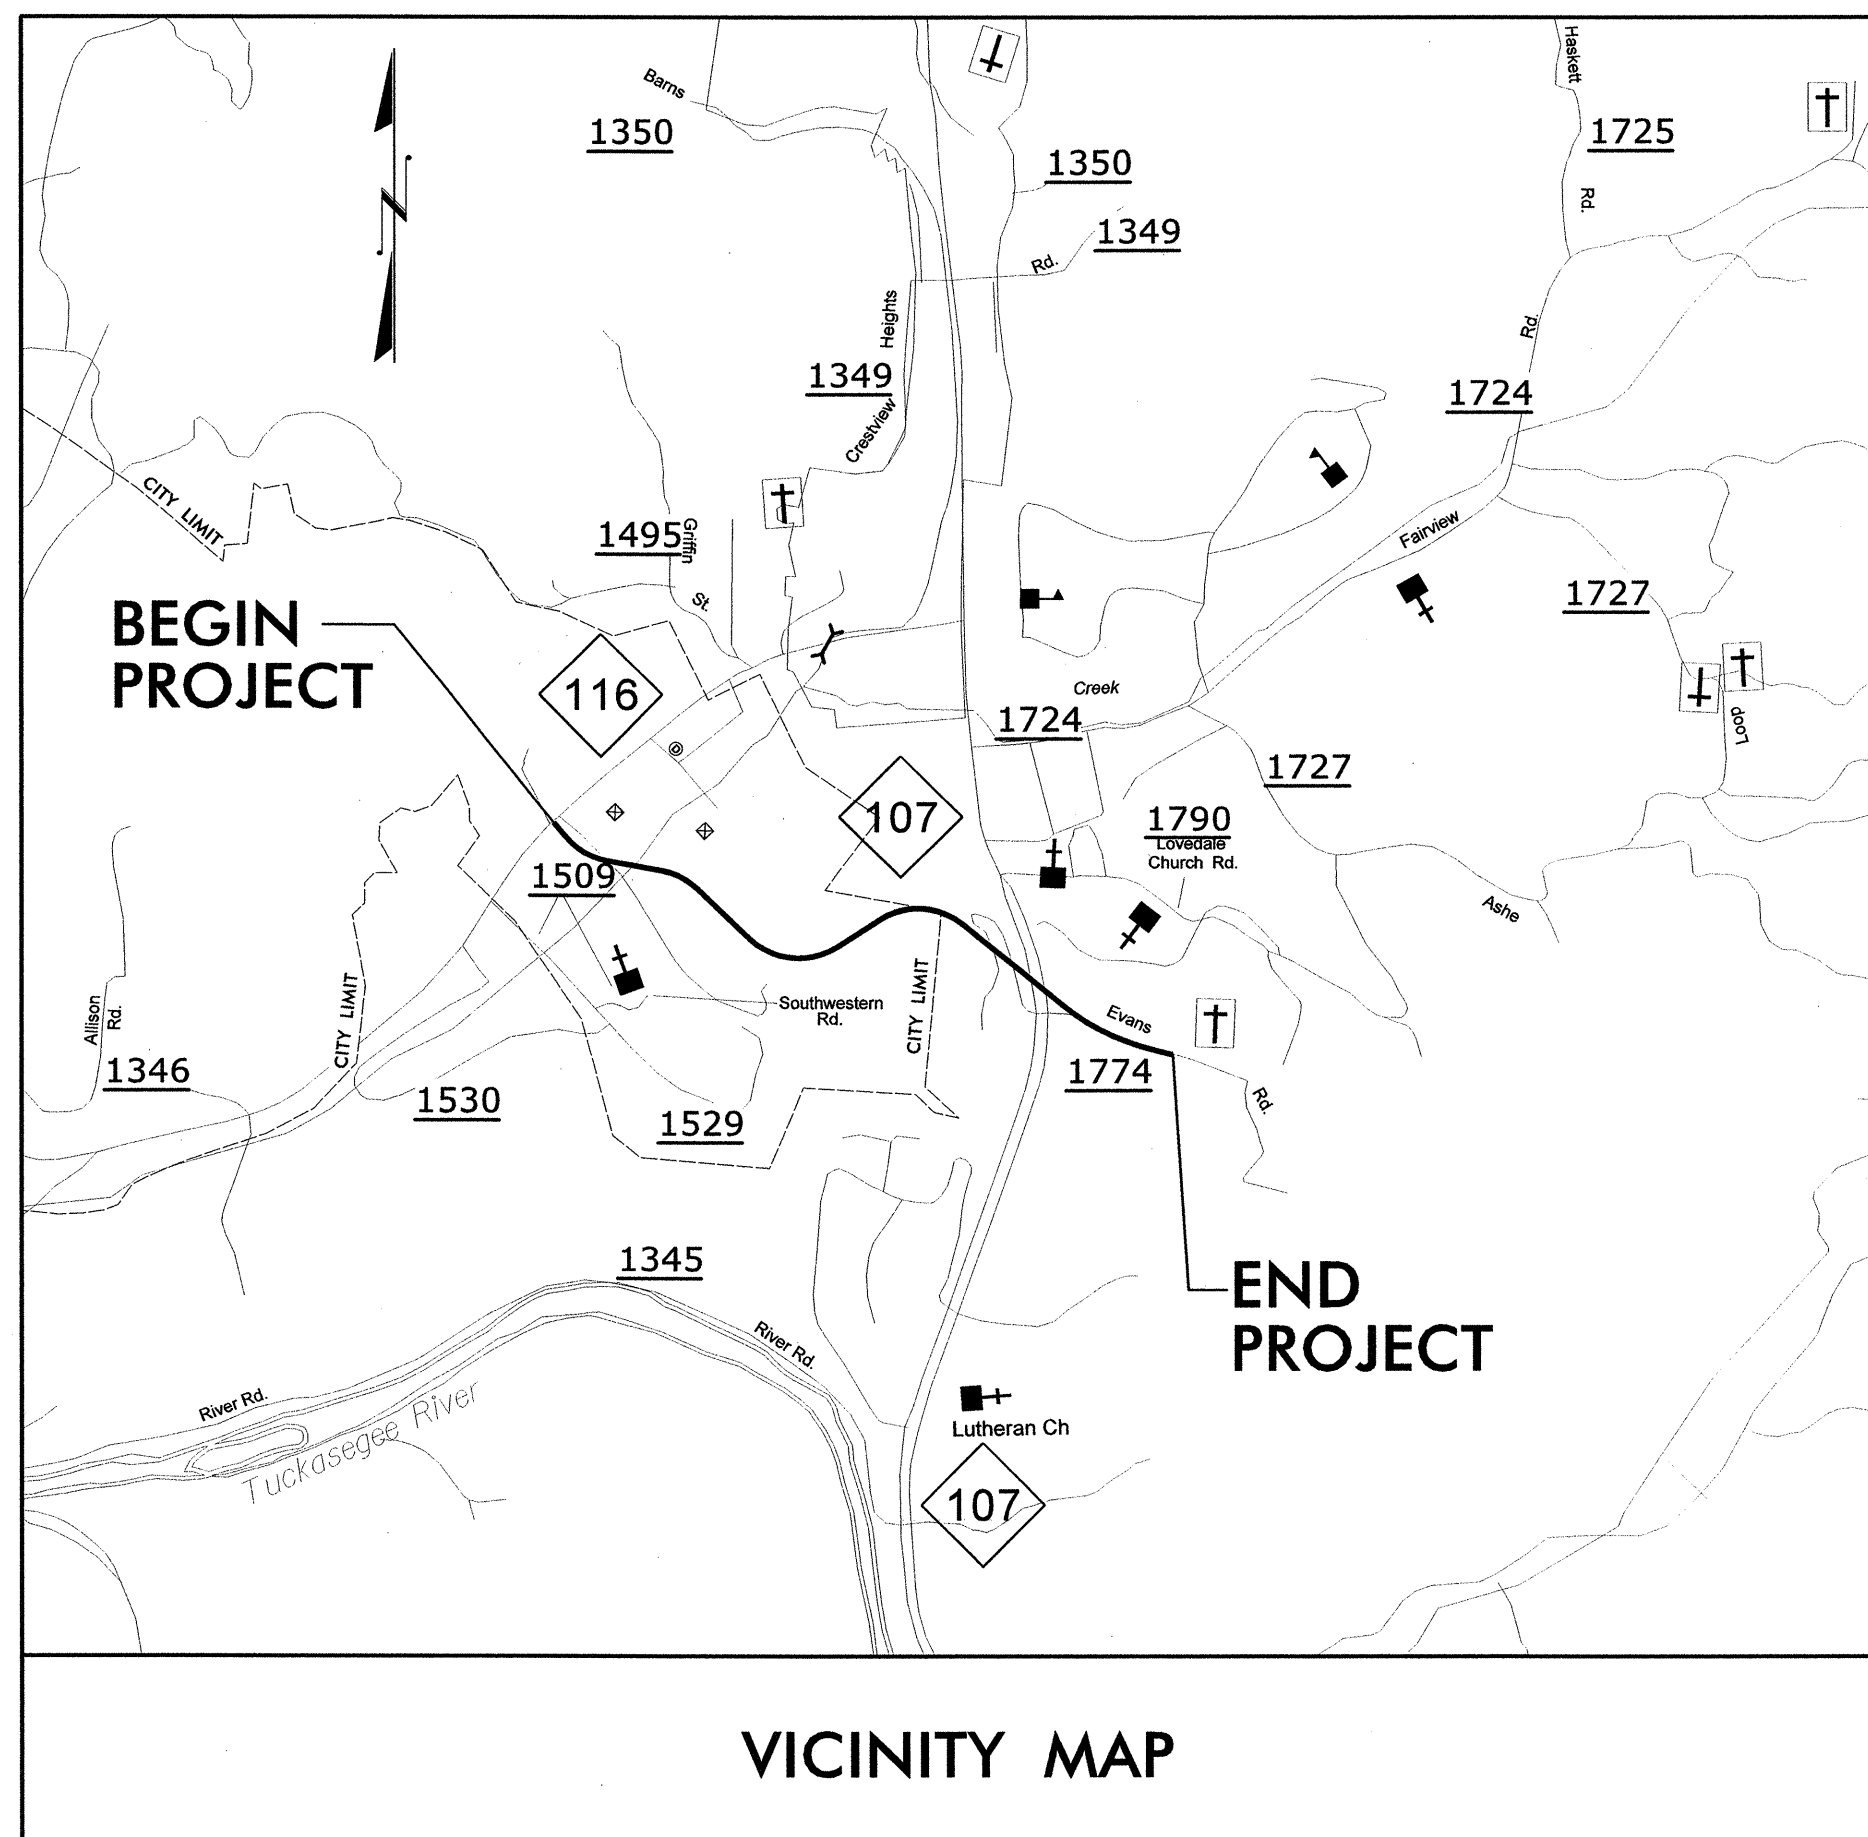 Haskett
Barns
1350
1725
1350
Rd.
1349
Rd.
Heights
Rd.
1349
1724
Crestview
CITY LIMIT
1495
Griffin
Fairview
1727
St.
BEGIN
PROJECT
116
Creek
1724
Loop
1727
107
1790
Lovedale
Church Rd.
1509
Ashe
CITY LIMIT
CITY LIMIT
Southwestern
Rd.
Allison
Rd.
Evans
1346
1774
1530
Rd.
1529
1345
END
PROJECT
River Rd.
River Rd.
Tuckasegee River
Lutheran Ch
107
VICINITY MAP